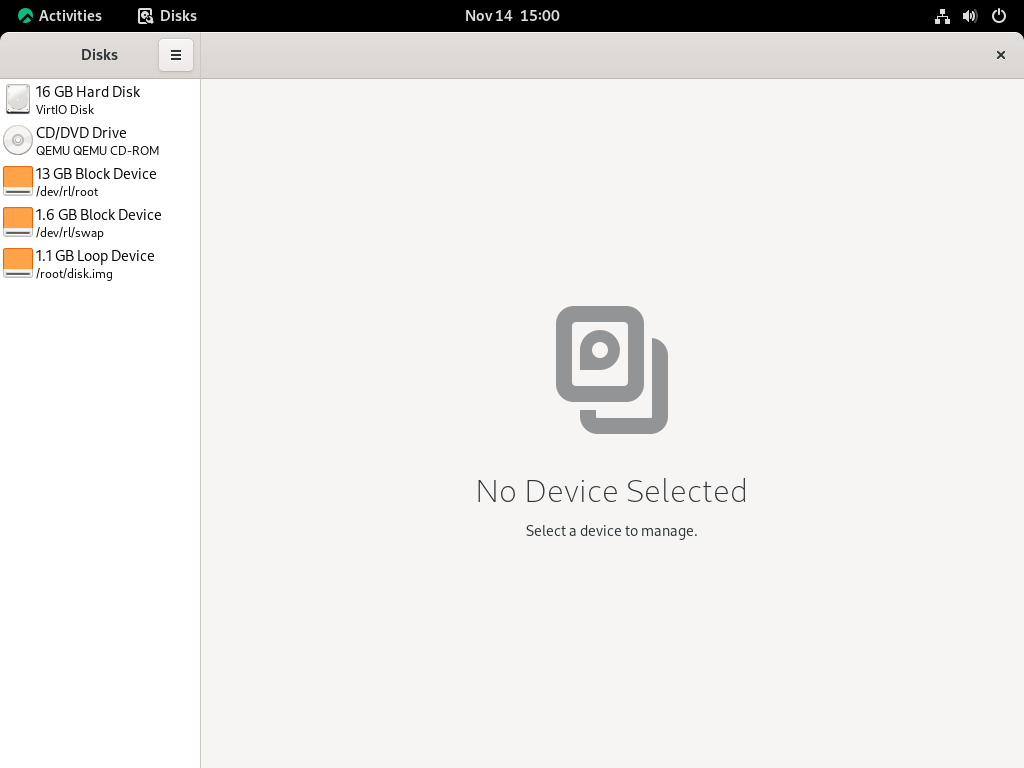 Activities
Disks
Nov 14 15:00
Disks
16 GB Hard Disk
VirtIO Disk
CD/DVD Drive
QEMU QEMU CD-ROM
13 GB Block Device
/dev/rl/root
1.6 GB Block Device
/dev/rl/swap
1.1 GB Loop Device
/root/disk.img
No Device Selected
Select a device to manage.